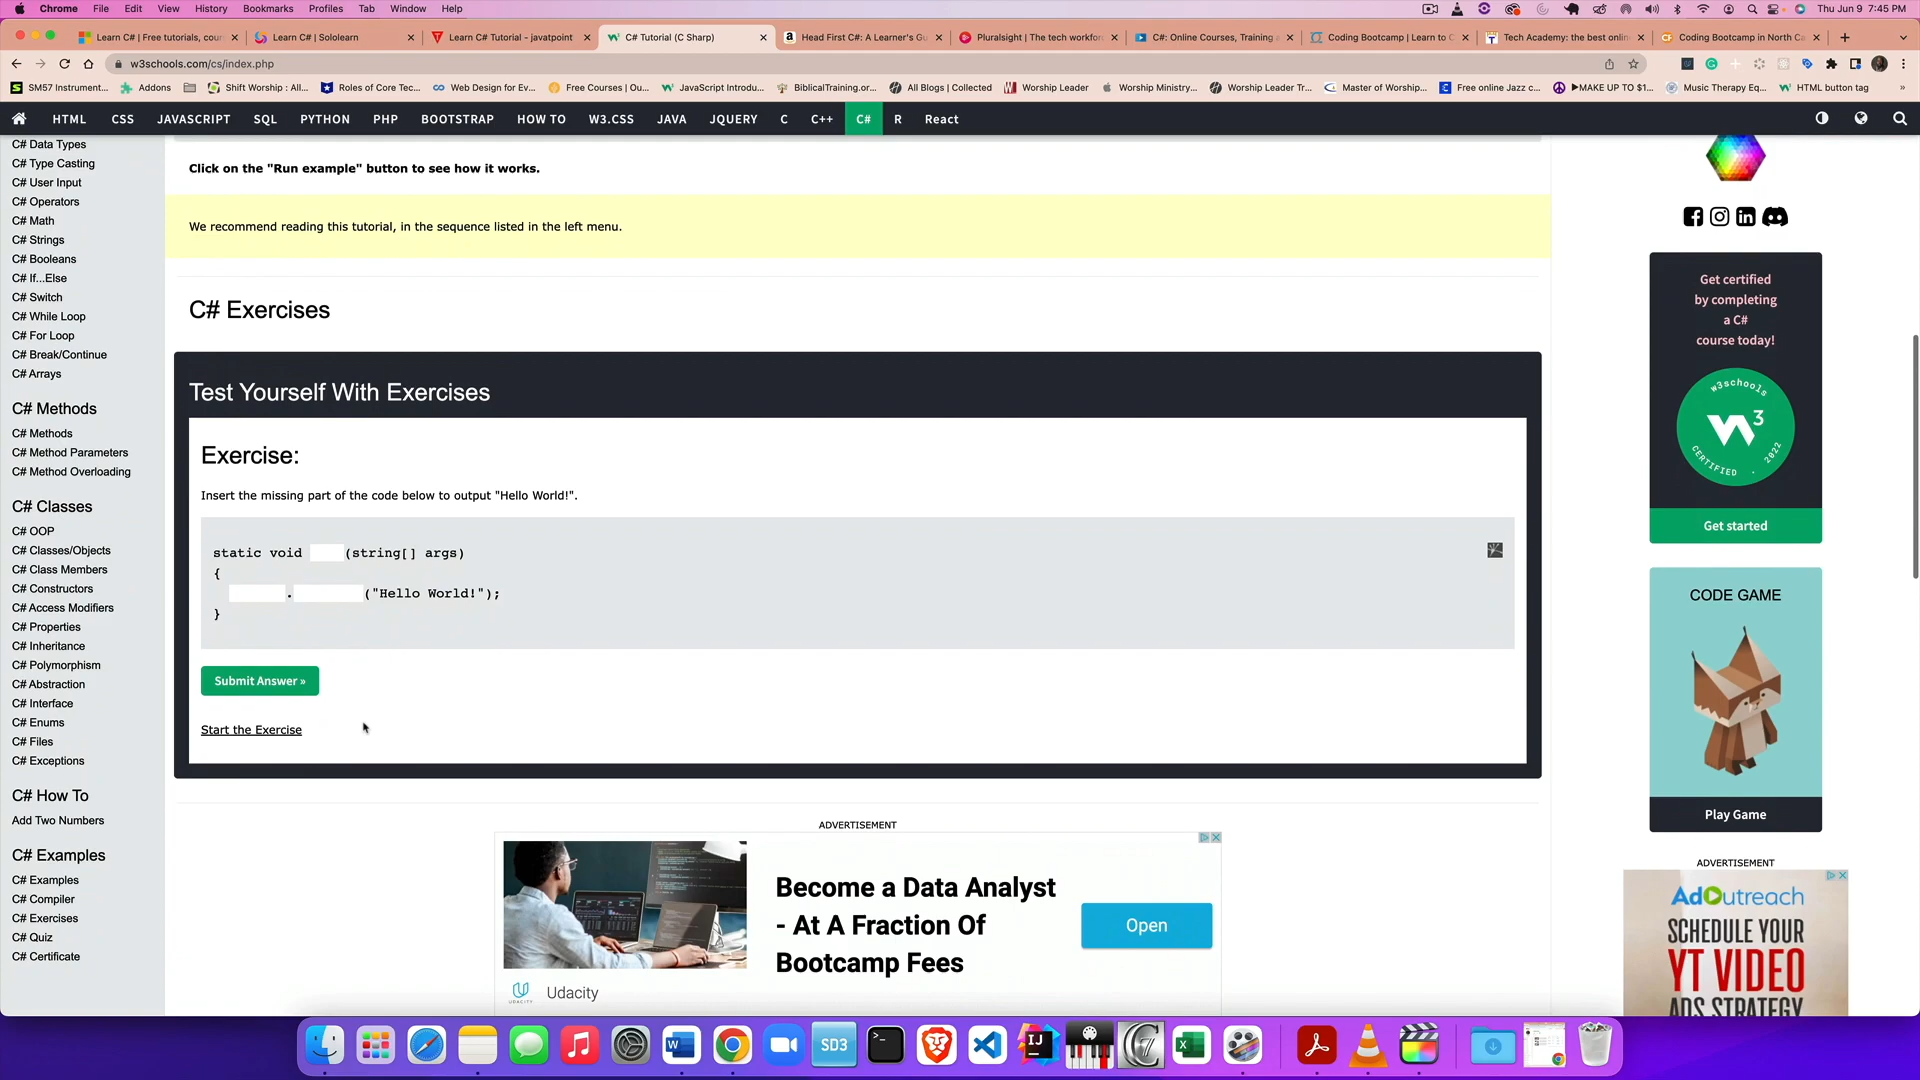 Chrome File Edit View History Bookmarks Profiles Tab Window Help
Thu Jun 9 7:45 PM
Learn C# | Free tutorials, cour
Learn C# | Sololearn
Learn C# Tutorial - javatpoint
C# Tutorial (C Sharp)
Head First C#: A Learner's Gu
Pluralsight | The tech workforc
C#: Online Courses, Training a
Coding Bootcamp | Learn to C
Tech Academy: the best onlin
Coding Bootcamp in North Ca
w3schools.com/cs/index.php
SM57 Instrument...
Addons
Shift Worship : All...
Roles of Core Tec...
Web Design for Ev...
Free Courses | Ou...
JavaScript Introdu...
BiblicalTraining.or...
All Blogs | Collected
Worship Leader
Worship Ministry...
Worship Leader Tr...
Master of Worship...
Free online Jazz c...
►MAKE UP TO $1...
Music Therapy Eq...
HTML button tag
»
HTML CSS JAVASCRIPT SQL PYTHON PHP BOOTSTRAP HOW TO W3.CSS JAVA JQUERY C C++ C# R React
C# Data Types
C# Type Casting
C# User Input
C# Operators
C# Math
C# Strings
C# Booleans
C# If...Else
C# Switch
C# While Loop
C# For Loop
C# Break/Continue
C# Arrays
C# Methods
C# Methods
C# Method Parameters
C# Method Overloading
C# Classes
C# OOP
C# Classes/Objects
C# Class Members
C# Constructors
C# Access Modifiers
C# Properties
C# Inheritance
C# Polymorphism
C# Abstraction
C# Interface
C# Enums
C# Files
C# Exceptions
C# How To
Add Two Numbers
C# Examples
C# Examples
C# Compiler
C# Exercises
C# Quiz
C# Certificate
Click on the "Run example" button to see how it works.
We recommend reading this tutorial, in the sequence listed in the left menu.
C# Exercises
Test Yourself With Exercises
Exercise:
Insert the missing part of the code below to output "Hello World!".
static void (string[] args)
{
. ("Hello World!");
}
Submit Answer »
Start the Exercise
ADVERTISEMENT
Become a Data Analyst
- At A Fraction Of
Bootcamp Fees
Open
UDACITY
Udacity
Get certified
by completing
a C#
course today!
w3schools
W3
CERTIFIED . 2022
Get started
CODE GAME
Play Game
ADVERTISEMENT
AdOutreach
SCHEDULE YOUR
YT VIDEO
ADS STRATEGY
SD3
IJ